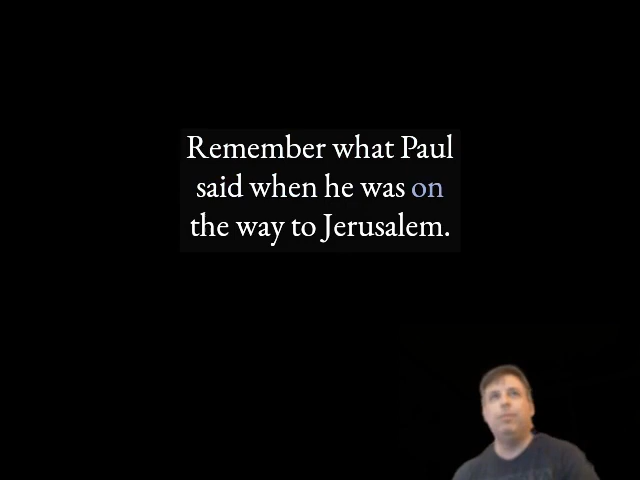 Remember what Paul
said when he was on
the way to Jerusalem.